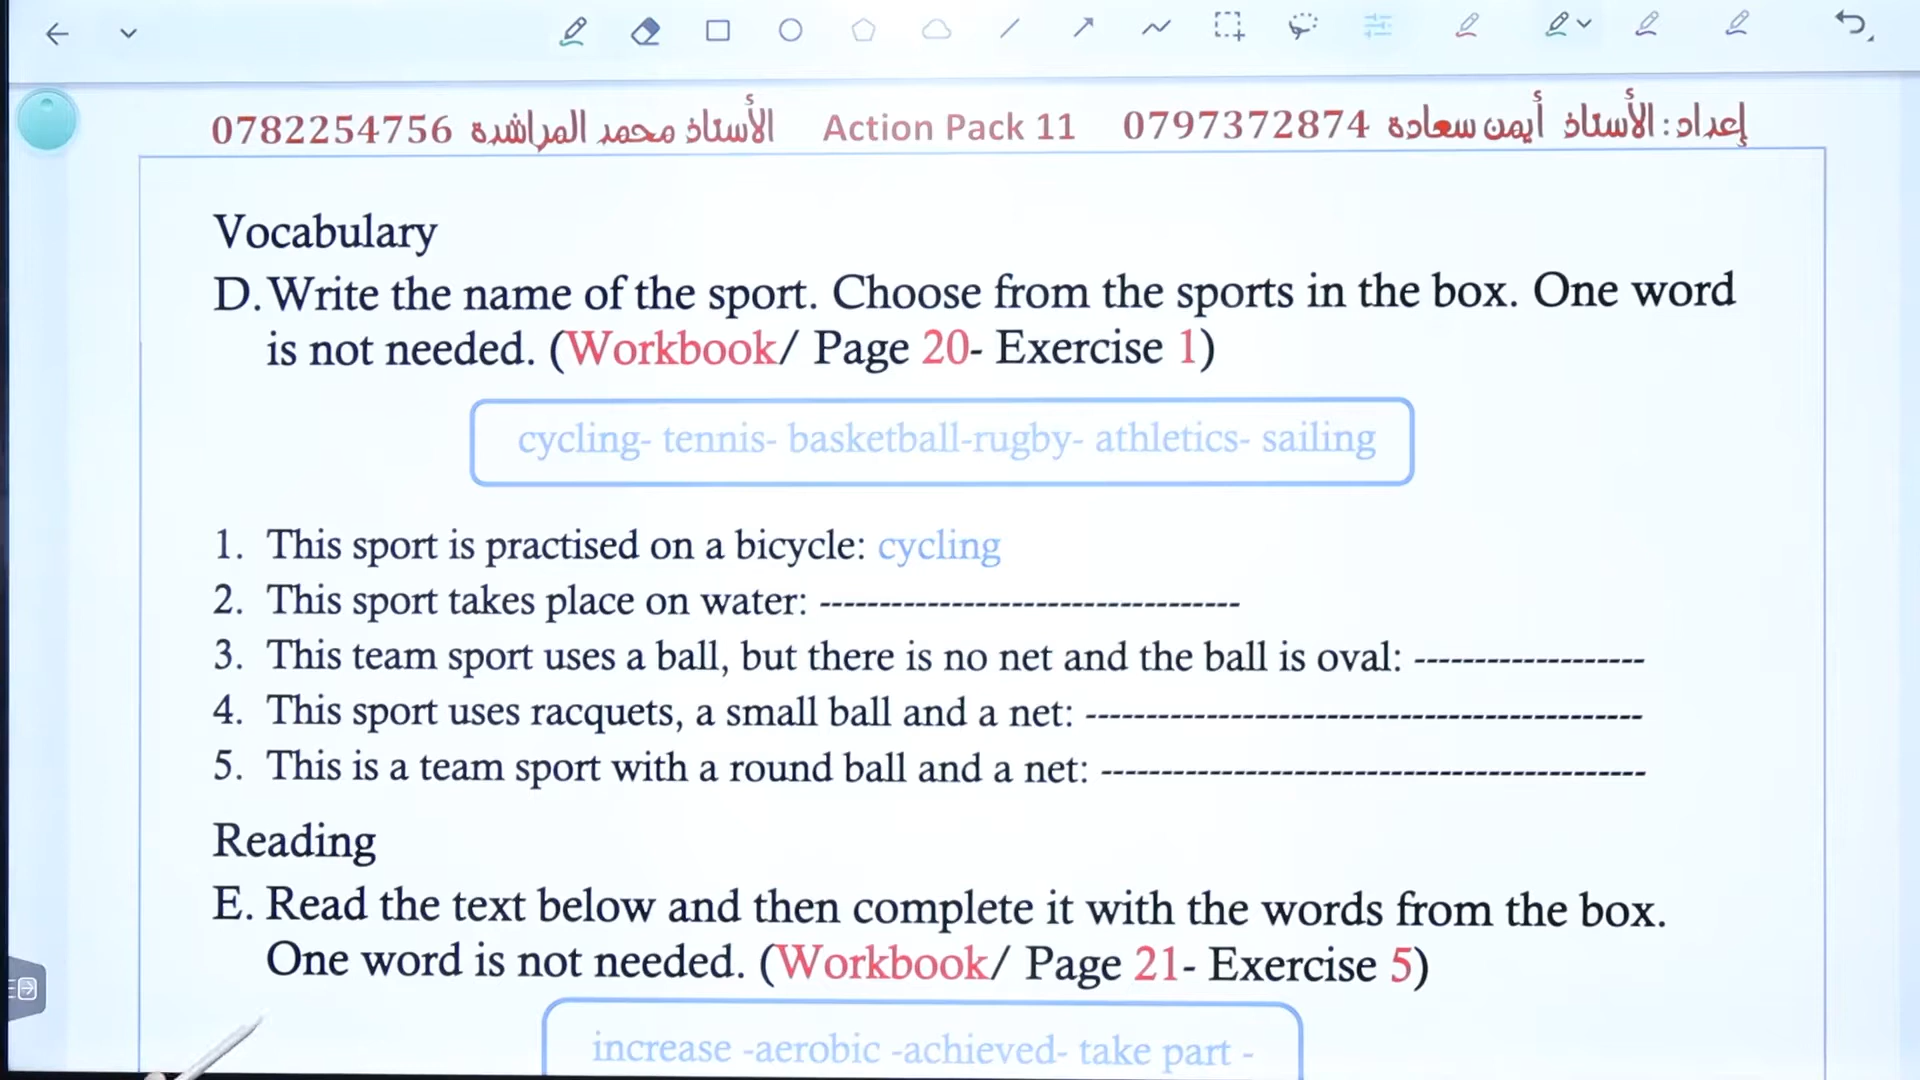 0782254756 الأستاذ محمد المراشدة Action Pack 11 0797372874 إعداد: الأستاذ أيمن سعادة
Vocabulary
D. Write the name of the sport. Choose from the sports in the box. One word
is not needed. (Workbook/ Page 20- Exercise 1)
cycling- tennis- basketball-rugby- athletics- sailing
1. This sport is practised on a bicycle: cycling
2. This sport takes place on water: -----------------------------------
3. This team sport uses a ball, but there is no net and the ball is oval: -------------------
4. This sport uses racquets, a small ball and a net: ----------------------------------------------
5. This is a team sport with a round ball and a net: ---------------------------------------------
Reading
E. Read the text below and then complete it with the words from the box.
One word is not needed. (Workbook/ Page 21- Exercise 5)
increase -aerobic -achieved- take part -